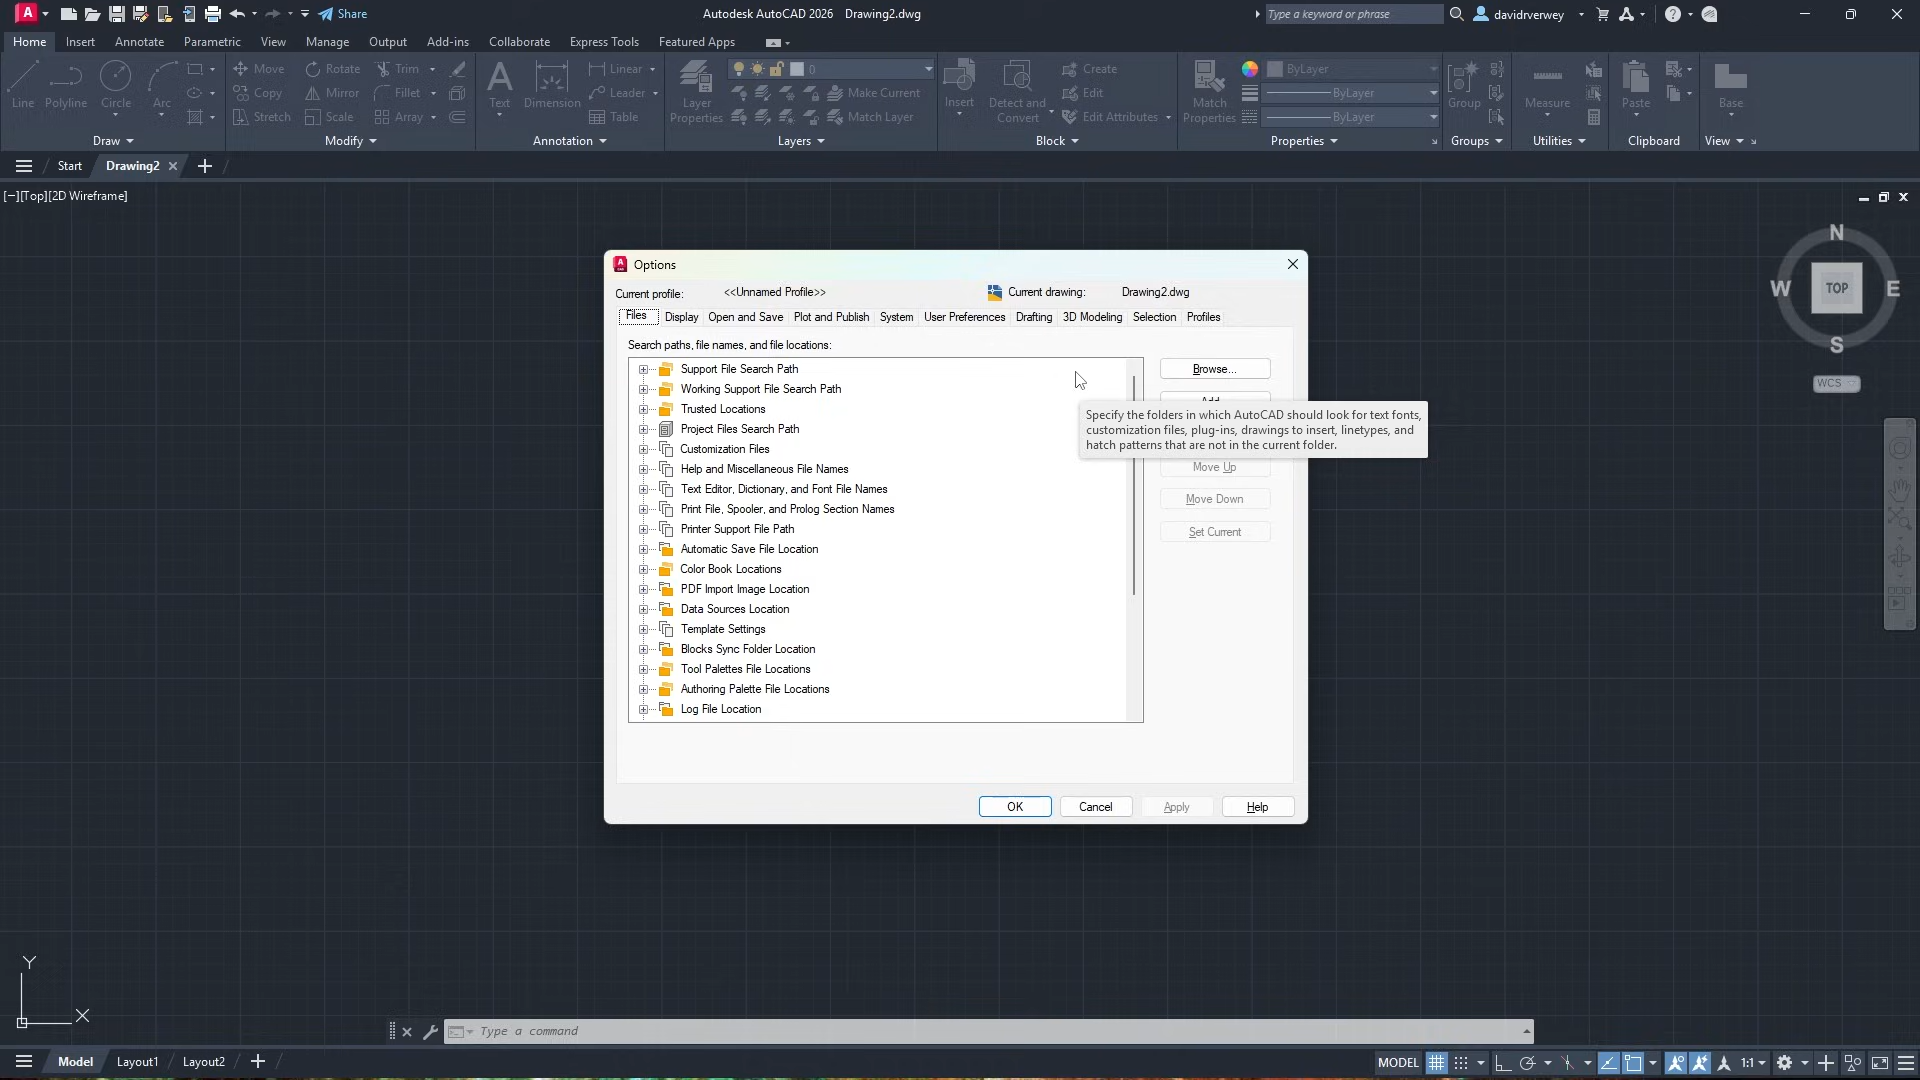 Share
Autodesk AutoCAD 2026 Drawing2.dwg
Type a keyword or phrase
davidrverwey
Home Insert Annotate Parametric View Manage Output Add-ins Collaborate Express Tools Featured Apps
Line Polyline Circle Arc
Move Rotate Trim
Copy Mirror Fillet
Stretch Scale Array
Text Dimension
Linear
Leader
Table
Layer Properties
0
Make Current
Match Layer
Insert Detect and Convert
Create
Edit
Edit Attributes
Match Properties
ByLayer
ByLayer
ByLayer
Group Measure Paste Base
Draw Modify Annotation Layers Block Properties Groups Utilities Clipboard View
Start Drawing2
[−][Top][2D Wireframe]
N
W TOP E
S
WCS
Options
Current profile: <<Unnamed Profile>> Current drawing: Drawing2.dwg
Files Display Open and Save Plot and Publish System User Preferences Drafting 3D Modeling Selection Profiles
Search paths, file names, and file locations:
Support File Search Path
Working Support File Search Path
Trusted Locations
Project Files Search Path
Customization Files
Help and Miscellaneous File Names
Text Editor, Dictionary, and Font File Names
Print File, Spooler, and Prolog Section Names
Printer Support File Path
Automatic Save File Location
Color Book Locations
PDF Import Image Location
Data Sources Location
Template Settings
Blocks Sync Folder Location
Tool Palettes File Locations
Authoring Palette File Locations
Log File Location
Browse...
Specify the folders in which AutoCAD should look for text fonts,
customization files, plug-ins, drawings to insert, linetypes, and
hatch patterns that are not in the current folder.
Move Up
Move Down
Set Current
OK Cancel Apply Help
Y
X
Type a command
Model Layout1 Layout2
MODEL
1:1